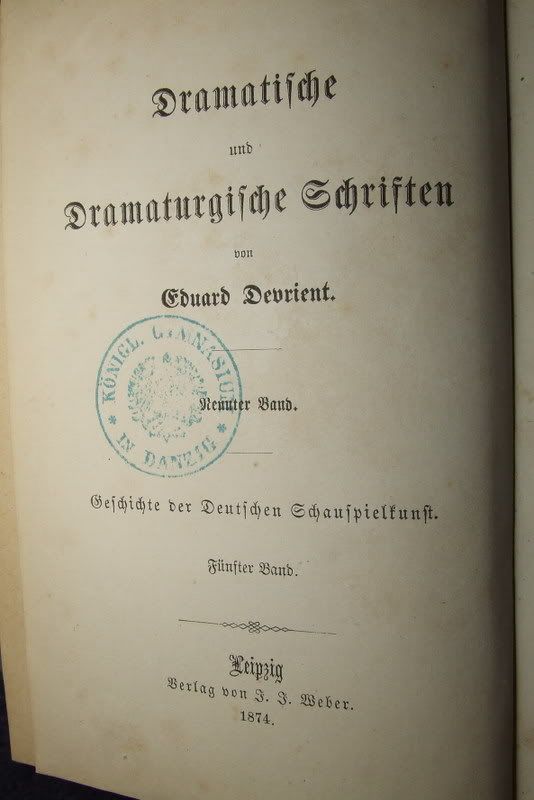 Dramatiſche
und
Dramaturgiſche Schriften
von
Eduard Devrient.
KÖNIGL. GYMNASIUM
* IN DANZIG *
Neunter Band.
Geſchichte der Deutſchen Schauſpielkunſt.
Fünfter Band.
Leipzig
Verlag von J. J. Weber.
1874.